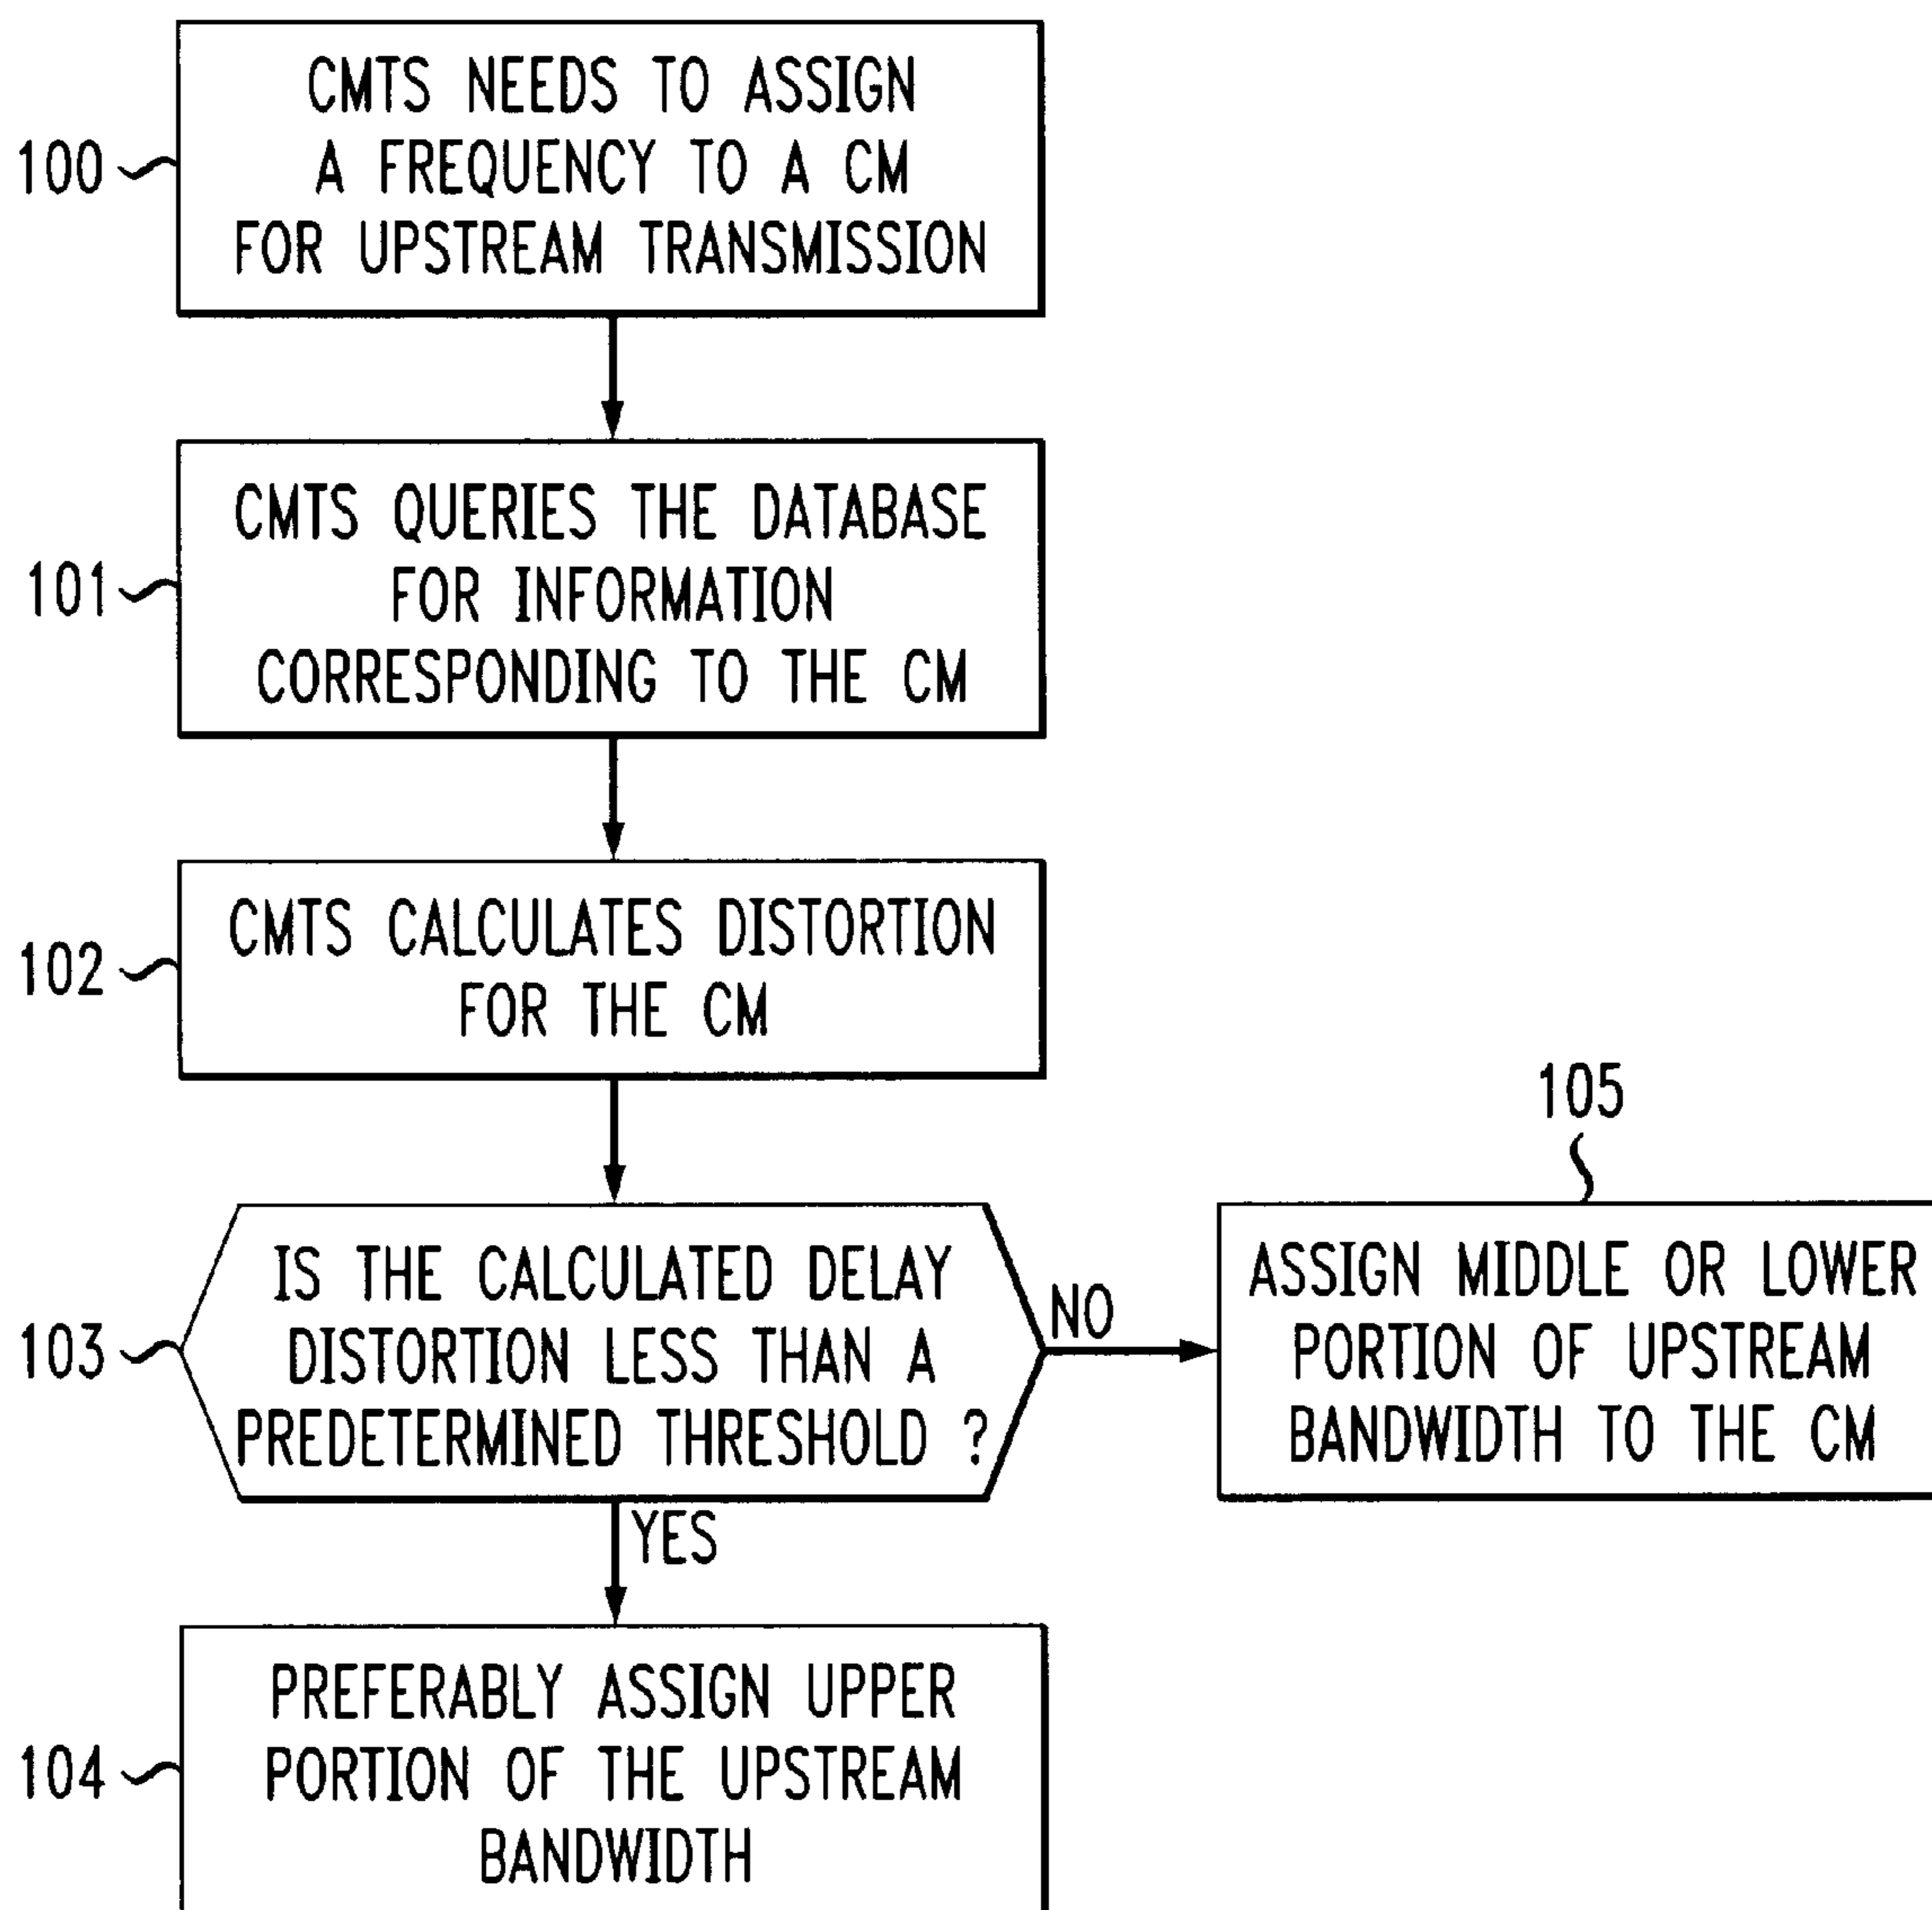 100
CMTS NEEDS TO ASSIGN
A FREQUENCY TO A CM
FOR UPSTREAM TRANSMISSION
101
CMTS QUERIES THE DATABASE
FOR INFORMATION
CORRESPONDING TO THE CM
102
CMTS CALCULATES DISTORTION
FOR THE CM
103
IS THE CALCULATED DELAY
DISTORTION LESS THAN A
PREDETERMINED THRESHOLD ?
NO
105
ASSIGN MIDDLE OR LOWER
PORTION OF UPSTREAM
BANDWIDTH TO THE CM
YES
104
PREFERABLY ASSIGN UPPER
PORTION OF THE UPSTREAM
BANDWIDTH